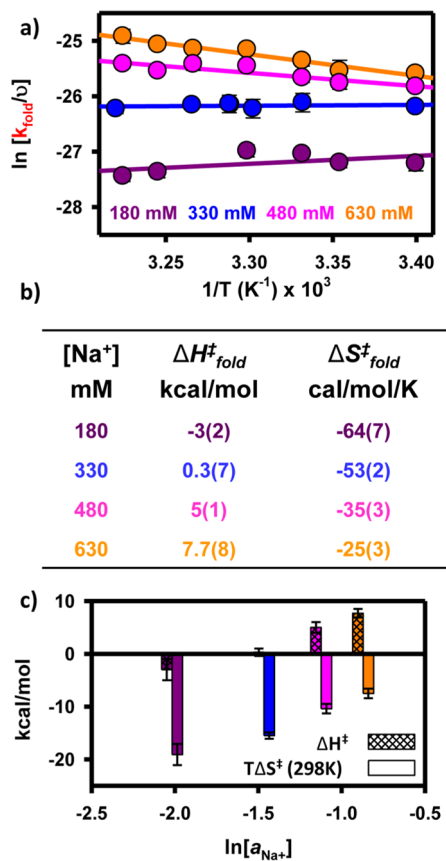 a)
ln [k_fold/υ]
-25
-26
-27
-28
180 mM 330 mM 480 mM 630 mM
3.25 3.30 3.35 3.40
1/T (K⁻¹) x 10³
b)
[Na⁺] ΔH‡fold ΔS‡fold
mM kcal/mol cal/mol/K
180 -3(2) -64(7)
330 0.3(7) -53(2)
480 5(1) -35(3)
630 7.7(8) -25(3)
c)
kcal/mol
10
0
-10
-20
ΔH‡
TΔS‡ (298K)
-2.5 -2.0 -1.5 -1.0 -0.5
ln[a_Na+]